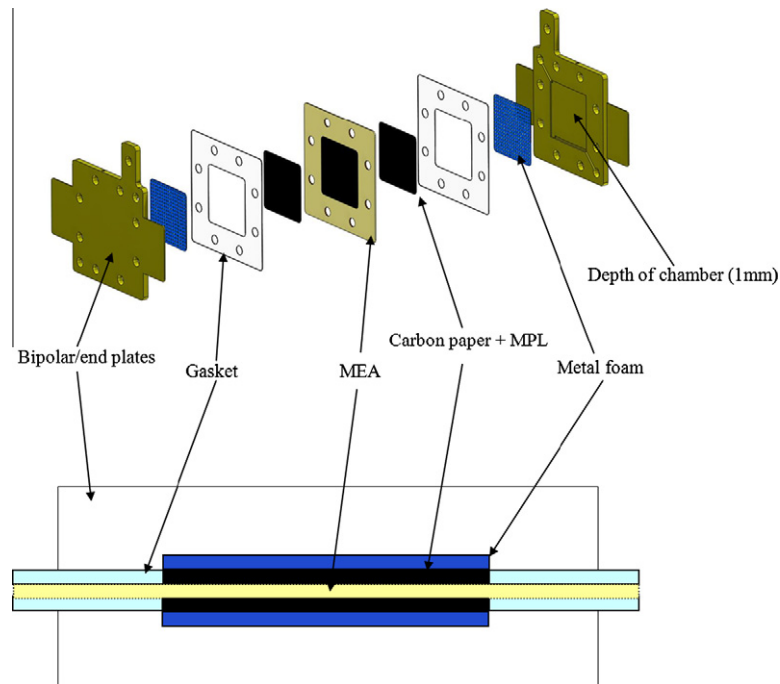 Depth of chamber (1mm)
Carbon paper + MPL
Bipolar/end plates
Gasket
MEA
Metal foam